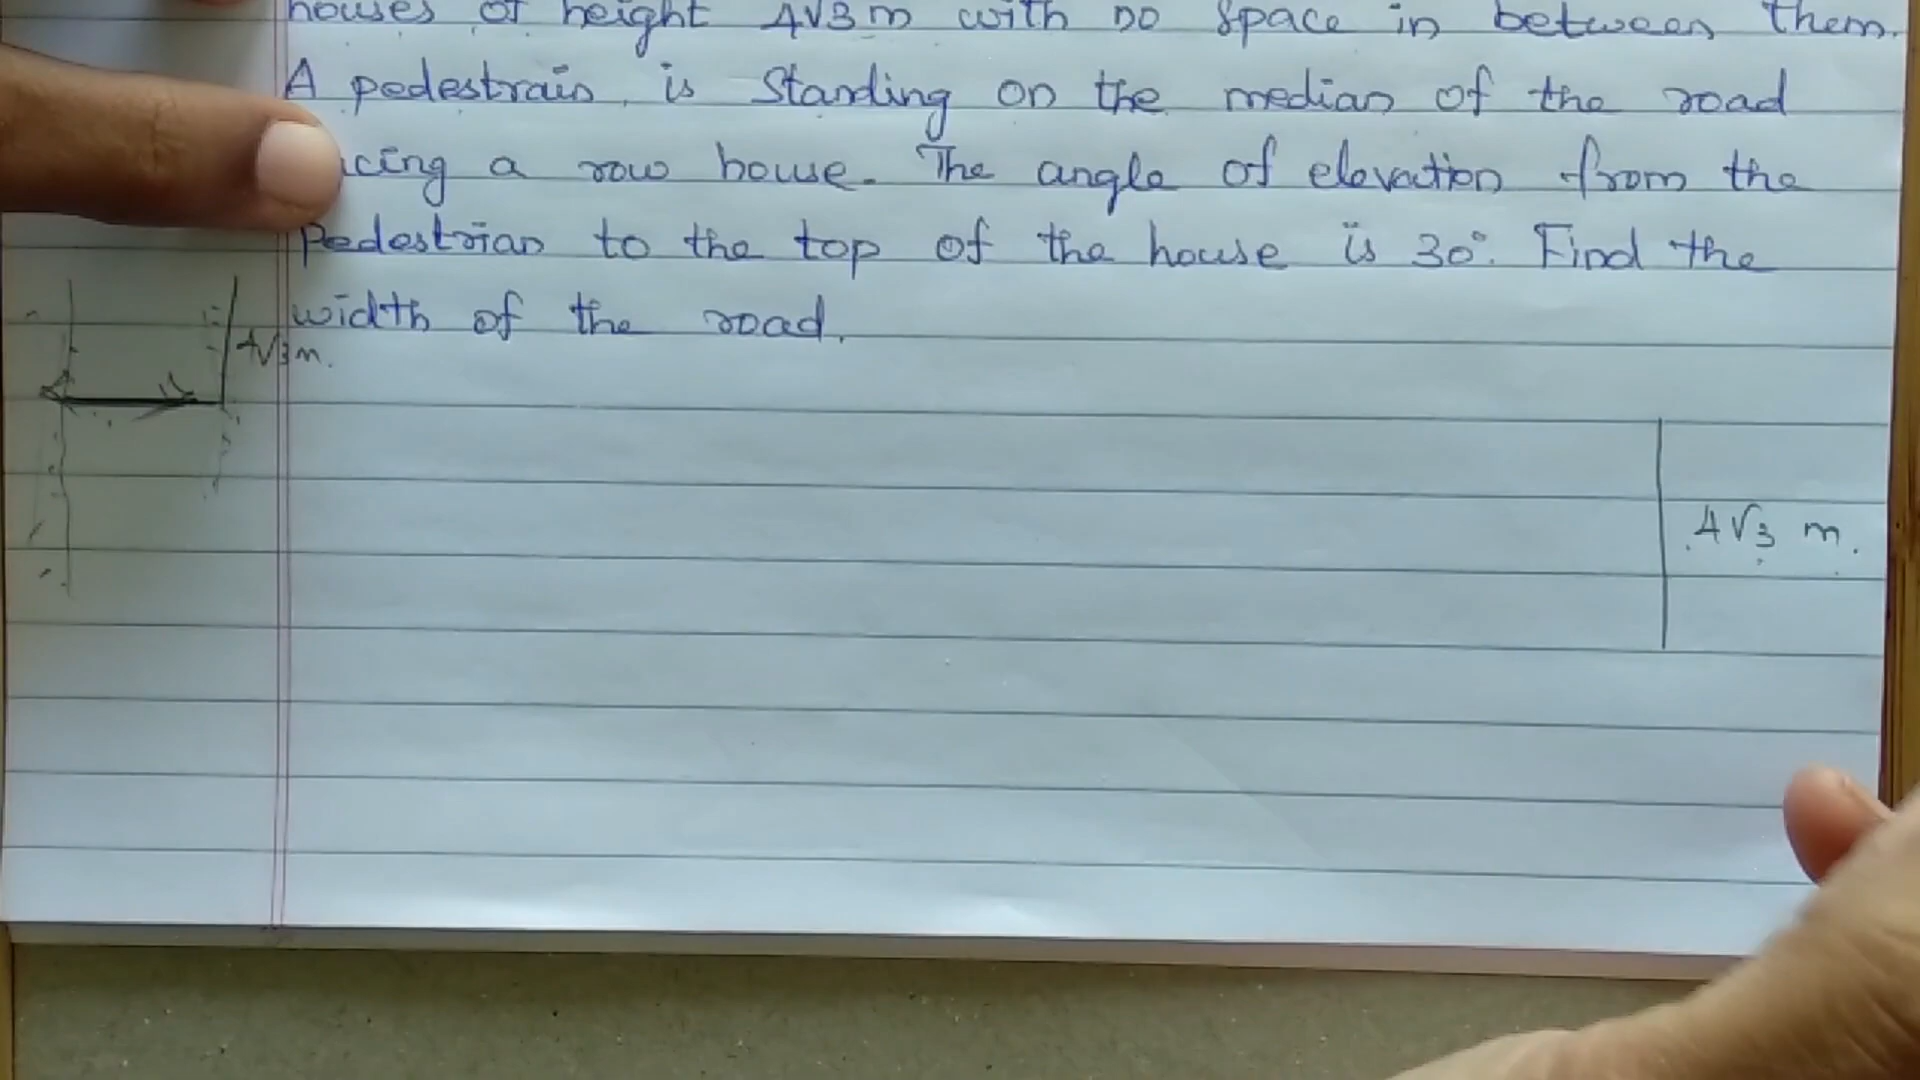 houses of height 4√3 m with no space in between them.
A pedestrain is standing on the median of the road
a row house. The angle of elevation from the
pedestrian to the top of the house is 30°. Find the
width of the road.
4√3 m.
4√3 m.